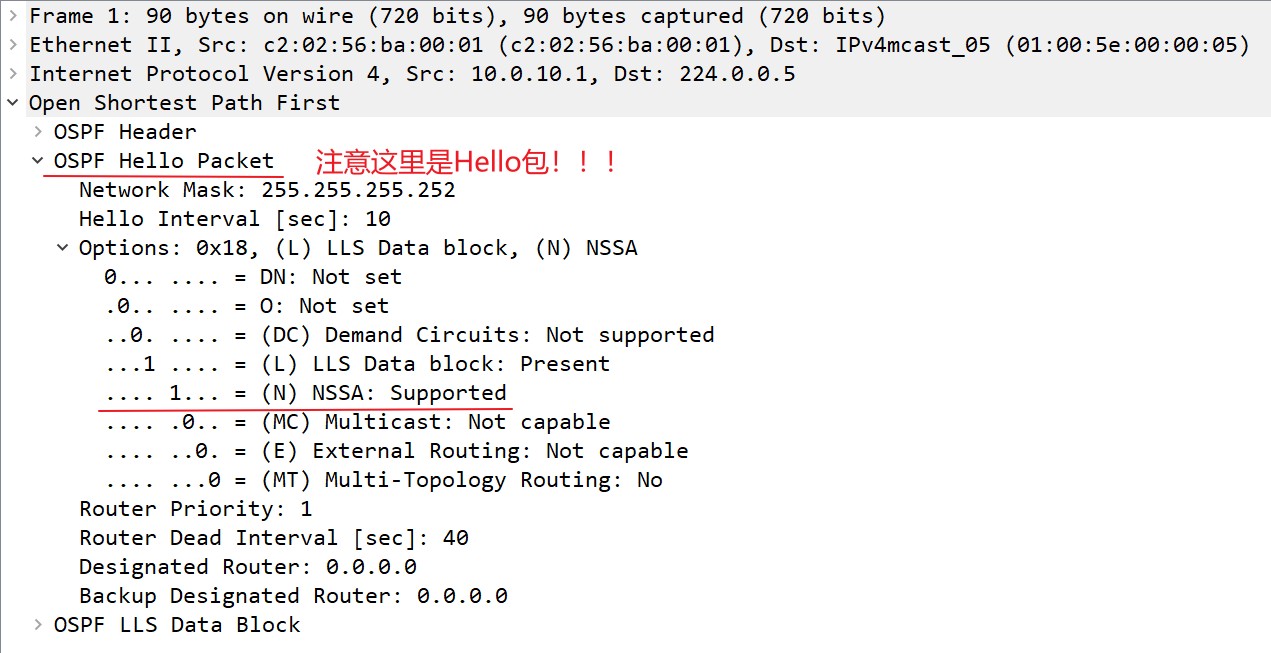 Frame 1: 90 bytes on wire (720 bits), 90 bytes captured (720 bits)
Ethernet II, Src: c2:02:56:ba:00:01 (c2:02:56:ba:00:01), Dst: IPv4mcast_05 (01:00:5e:00:00:05)
Internet Protocol Version 4, Src: 10.0.10.1, Dst: 224.0.0.5
Open Shortest Path First
OSPF Header
OSPF Hello Packet 注意这里是Hello包！！！
Network Mask: 255.255.255.252
Hello Interval [sec]: 10
Options: 0x18, (L) LLS Data block, (N) NSSA
0... .... = DN: Not set
.0.. .... = O: Not set
..0. .... = (DC) Demand Circuits: Not supported
...1 .... = (L) LLS Data block: Present
.... 1... = (N) NSSA: Supported
.... .0.. = (MC) Multicast: Not capable
.... ..0. = (E) External Routing: Not capable
.... ...0 = (MT) Multi-Topology Routing: No
Router Priority: 1
Router Dead Interval [sec]: 40
Designated Router: 0.0.0.0
Backup Designated Router: 0.0.0.0
OSPF LLS Data Block